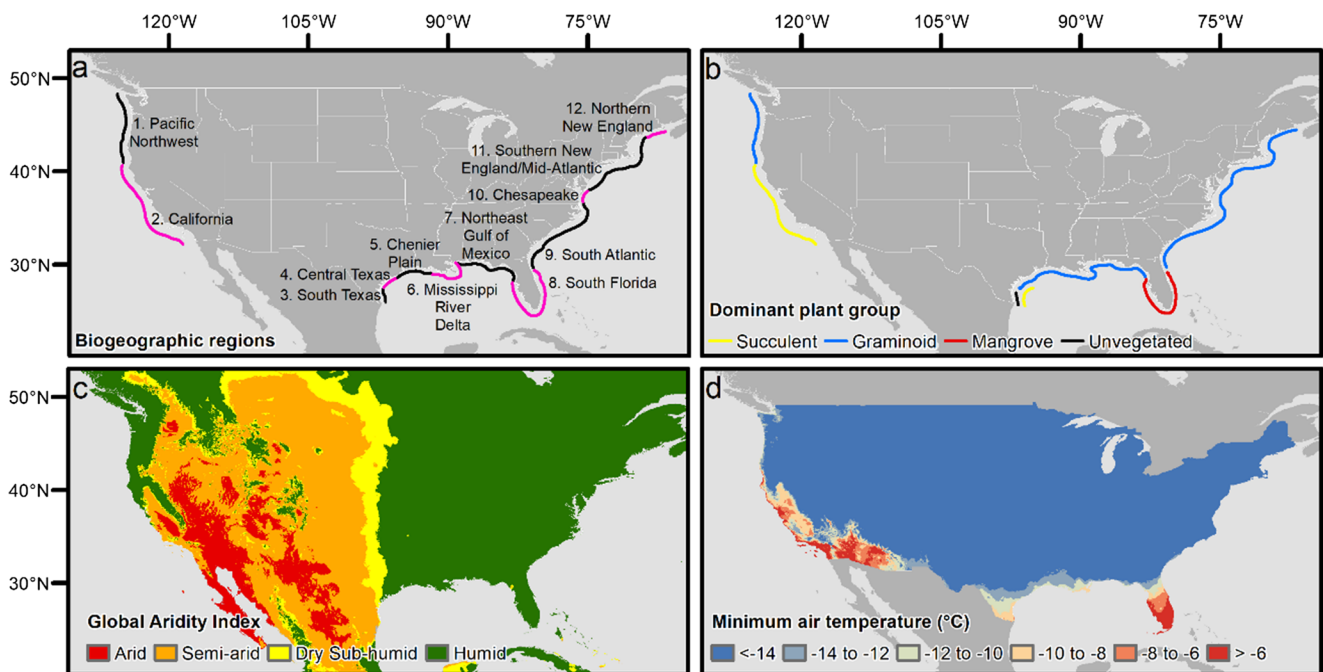 120°W 105°W 90°W 75°W 120°W 105°W 90°W 75°W
a
50°N
40°N
30°N
1. Pacific
Northwest
2. California
3. South Texas
4. Central Texas
5. Chenier
Plain
6. Mississippi
River
Delta
7. Northeast
Gulf of
Mexico
8. South Florida
9. South Atlantic
10. Chesapeake
11. Southern New
England/Mid-Atlantic
12. Northern
New England
Biogeographic regions
b
Dominant plant group
Succulent Graminoid Mangrove Unvegetated
c
50°N
40°N
30°N
Global Aridity Index
Arid Semi-arid Dry Sub-humid Humid
d
Minimum air temperature (°C)
<-14 -14 to -12 -12 to -10 -10 to -8 -8 to -6 > -6